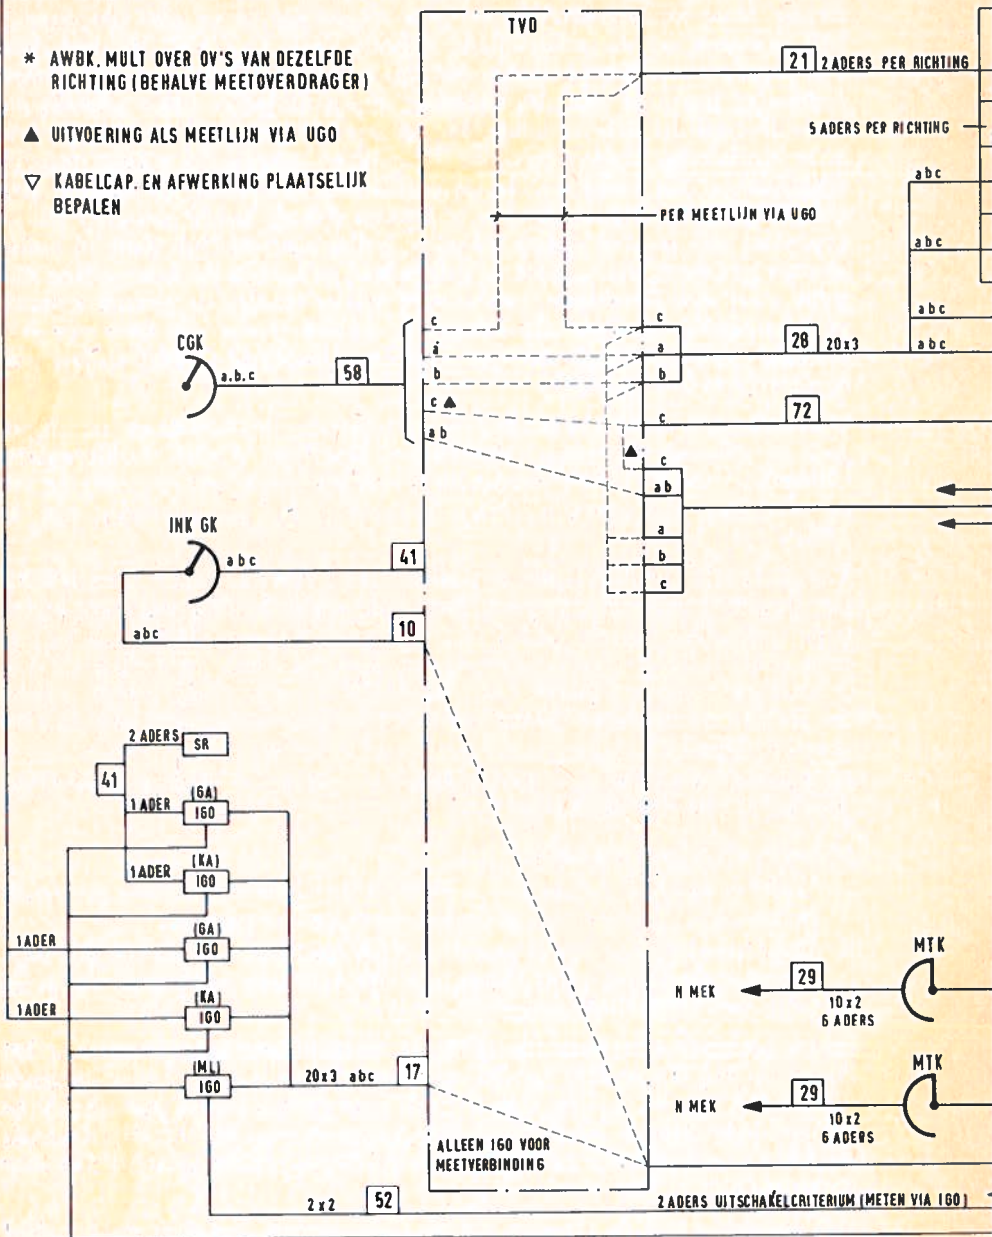 TVD
* AWBK. MULT OVER OV'S VAN DEZELFDE
RICHTING (BEHALVE MEETOVERDRAGER)
▲ UITVOERING ALS MEETLIJN VIA UGO
▽ KABELCAP. EN AFWERKING PLAATSELIJK
BEPALEN
21 2 ADERS PER RICHTING
5 ADERS PER RICHTING
abc
abc
abc
PER MEETLIJN VIA UGO
CGK
a.b.c 58
c
a
b
c ▲
ab
c
a
b
28 20x3 abc
c 72
▲ c
ab
a
b
c
INK GK
abc 41
abc 10
2 ADERS SR
41
1 ADER (GA)
IGO
1 ADER (KA)
IGO
1 ADER (GA)
IGO
1 ADER (KA)
IGO
(ML)
IGO
20x3 abc 17
ALLEEN IGO VOOR
MEETVERBINDING
MTK
N MEK 29
10x2
6 ADERS
MTK
N MEK 29
10x2
6 ADERS
2x2 52
2 ADERS UITSCHAKELCRITERIUM (METEN VIA IGO)